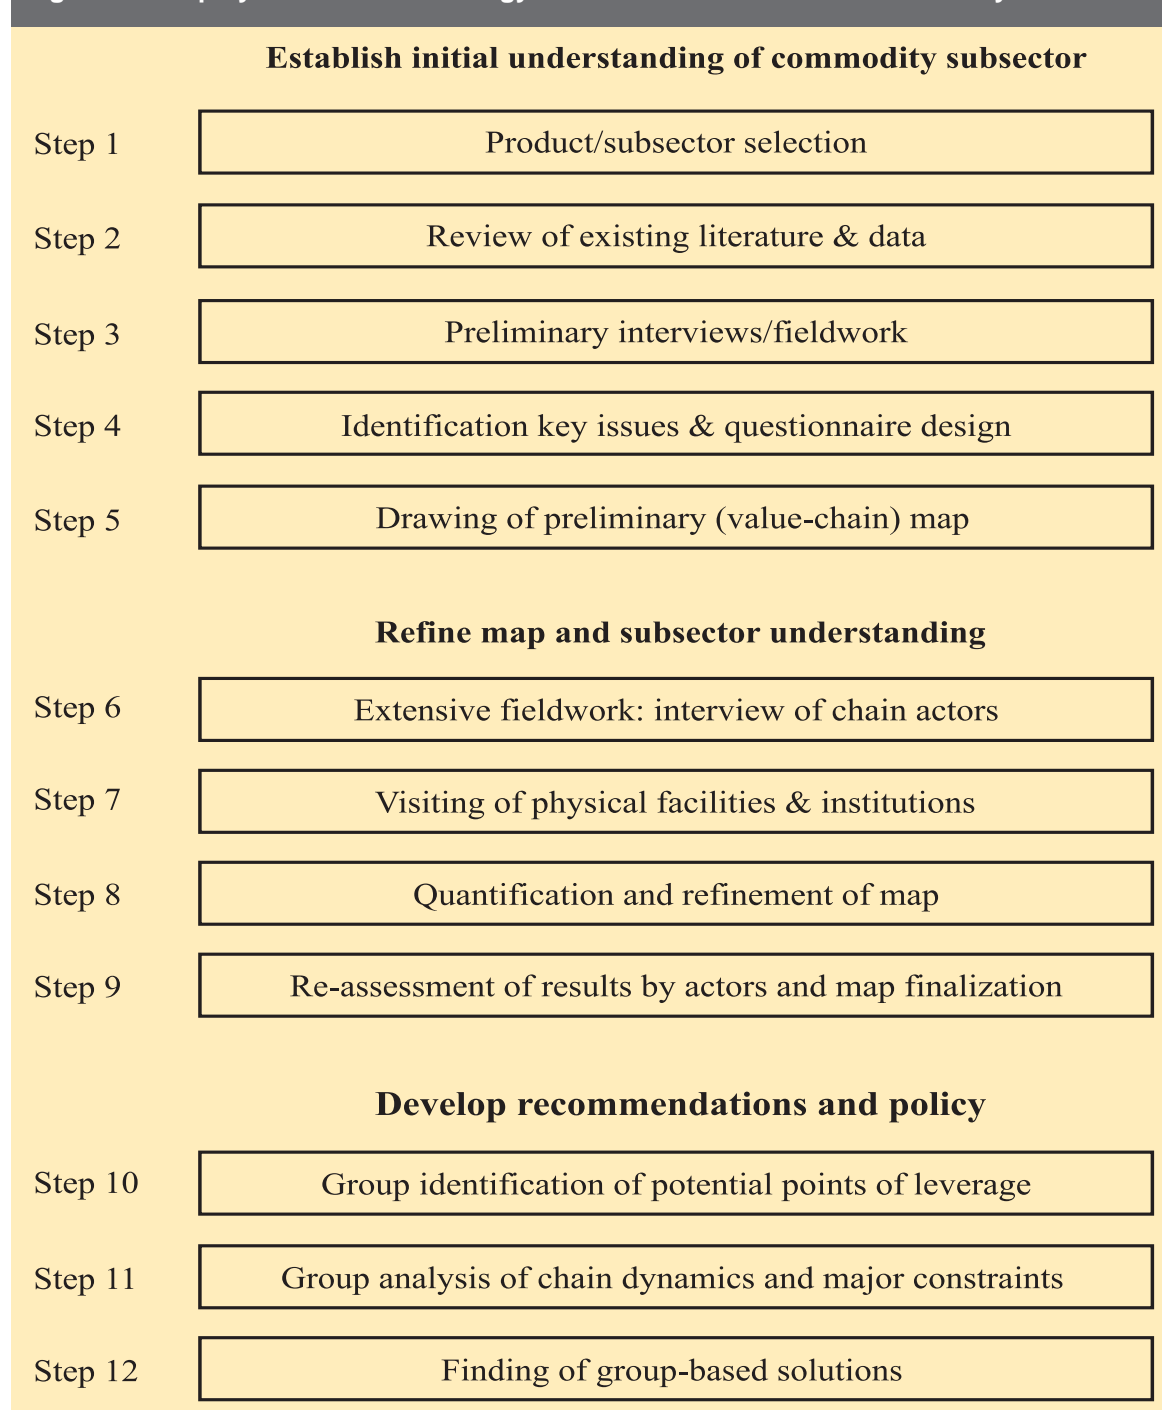 Establish initial understanding of commodity subsector
Step 1 Product/subsector selection
Step 2 Review of existing literature & data
Step 3 Preliminary interviews/fieldwork
Step 4 Identification key issues & questionnaire design
Step 5 Drawing of preliminary (value-chain) map
Refine map and subsector understanding
Step 6 Extensive fieldwork: interview of chain actors
Step 7 Visiting of physical facilities & institutions
Step 8 Quantification and refinement of map
Step 9 Re-assessment of results by actors and map finalization
Develop recommendations and policy
Step 10 Group identification of potential points of leverage
Step 11 Group analysis of chain dynamics and major constraints
Step 12 Finding of group-based solutions